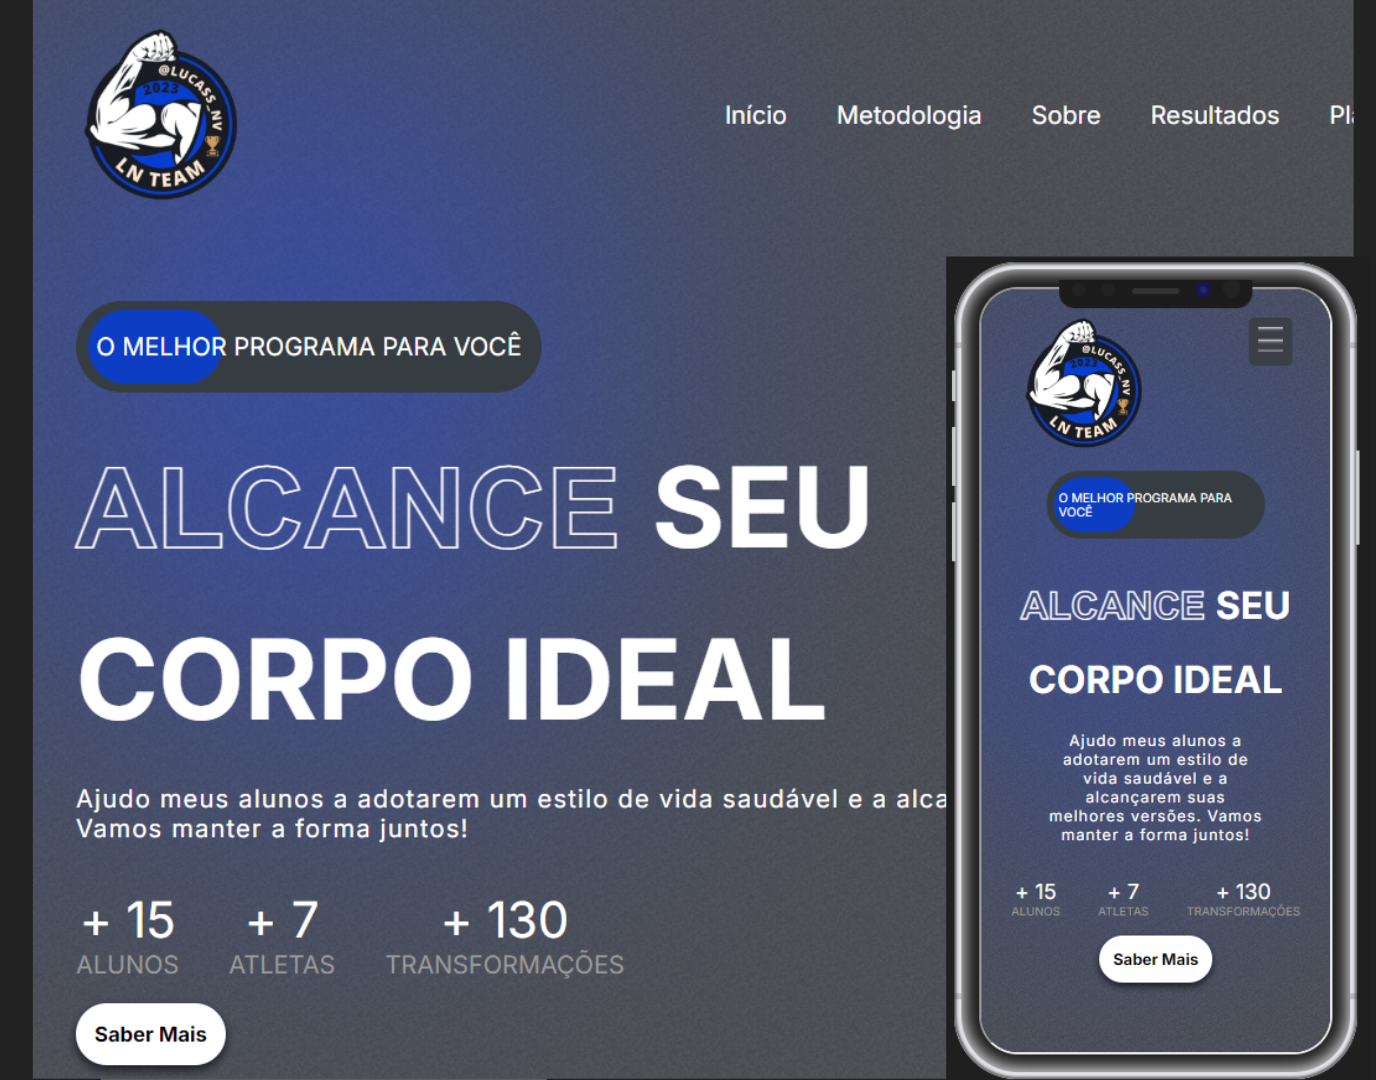 @LUCASS_NV
2023
LN TEAM
Início Metodologia Sobre Resultados
O MELHOR PROGRAMA PARA VOCÊ
ALCANCE SEU
CORPO IDEAL
Ajudo meus alunos a adotarem um estilo de vida saudável e a
Vamos manter a forma juntos!
+ 15 + 7 + 130
ALUNOS ATLETAS TRANSFORMAÇÕES
Saber Mais
@LUCASS_NV
2023
LN TEAM
O MELHOR PROGRAMA PARA
VOCÊ
ALCANCE SEU
CORPO IDEAL
Ajudo meus alunos a
adotarem um estilo de
vida saudável e a
alcançarem suas
melhores versões. Vamos
manter a forma juntos!
+ 15 + 7 + 130
ALUNOS ATLETAS TRANSFORMAÇÕES
Saber Mais